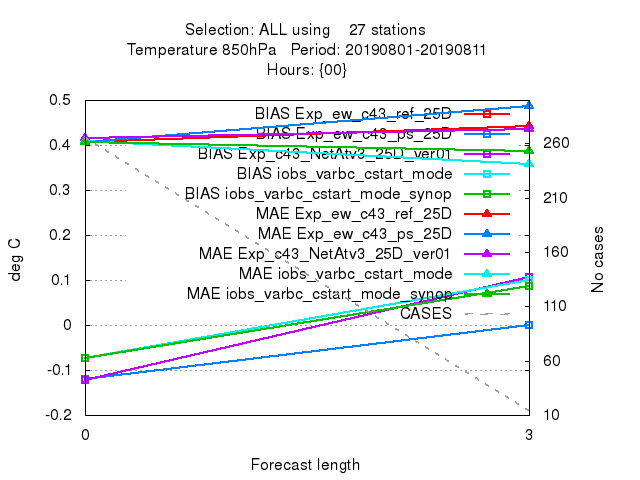 Selection: ALL using 27 stations
Temperature 850hPa Period: 20190801-20190811
Hours: {00}
0.5
0.4
0.3
0.2
0.1
0
-0.1
-0.2
deg C
BIAS Exp_ew_c43_ref_25D
BIAS Exp_ew_c43_ps_25D
BIAS Exp_c43_NetAtv3_25D_ver01
BIAS iobs_varbc_cstart_mode
BIAS iobs_varbc_cstart_mode_synop
MAE Exp_ew_c43_ref_25D
MAE Exp_ew_c43_ps_25D
MAE Exp_c43_NetAtv3_25D_ver01
MAE iobs_varbc_cstart_mode
MAE iobs_varbc_cstart_mode_synop
CASES
260
210
160
110
60
10
No cases
0
3
Forecast length